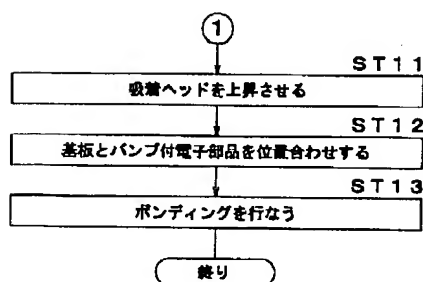 1
ST11
吸着ヘッドを上昇させる
ST12
基板とバンプ付電子部品を位置合わせする
ST13
ボンディングを行なう
終り